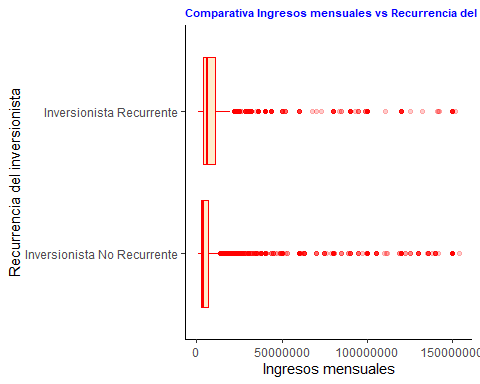 Comparativa Ingresos mensuales vs Recurrencia del
Recurrencia del inversionista
Inversionista Recurrente
Inversionista No Recurrente
0 50000000 100000000 150000000
Ingresos mensuales